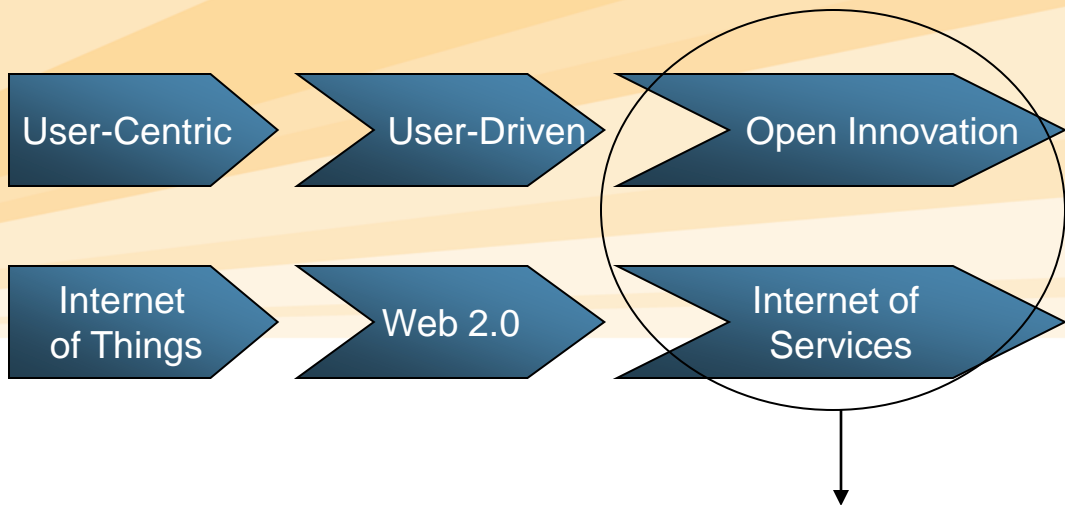 User-Centric
User-Driven
Open Innovation
Internet
of Things
Web 2.0
Internet of
Services